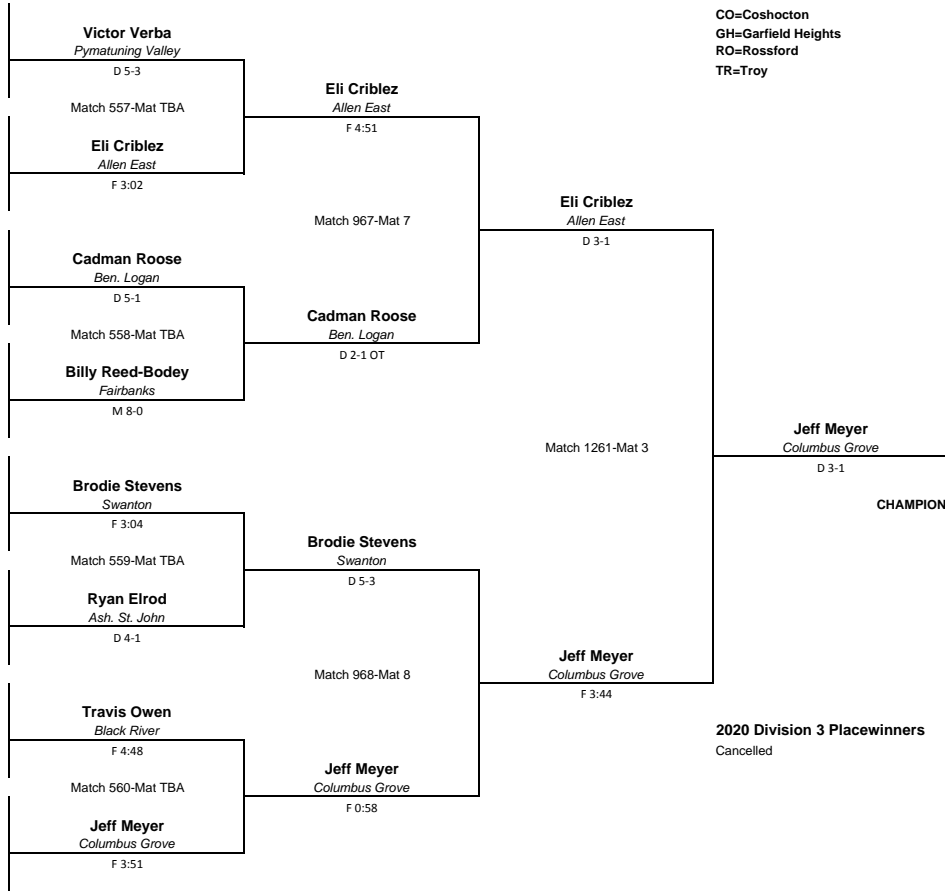 CO=Coshocton
GH=Garfield Heights
RO=Rossford
TR=Troy
Victor Verba
Pymatuning Valley
D 5-3
Match 557-Mat TBA
Eli Criblez
Allen East
F 3:02
Cadman Roose
Ben. Logan
D 5-1
Match 558-Mat TBA
Billy Reed-Bodey
Fairbanks
M 8-0
Brodie Stevens
Swanton
F 3:04
Match 559-Mat TBA
Ryan Elrod
Ash. St. John
D 4-1
Travis Owen
Black River
F 4:48
Match 560-Mat TBA
Jeff Meyer
Columbus Grove
F 3:51
Eli Criblez
Allen East
F 4:51
Match 967-Mat 7
Cadman Roose
Ben. Logan
D 2-1 OT
Brodie Stevens
Swanton
D 5-3
Match 968-Mat 8
Jeff Meyer
Columbus Grove
F 0:58
Eli Criblez
Allen East
D 3-1
Match 1261-Mat 3
Jeff Meyer
Columbus Grove
F 3:44
Jeff Meyer
Columbus Grove
D 3-1
CHAMPION
2020 Division 3 Placewinners
Cancelled